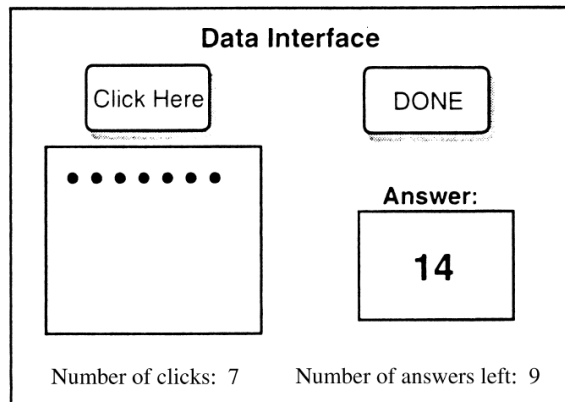 Data Interface
Click Here
DONE
Answer:
14
Number of clicks: 7
Number of answers left: 9